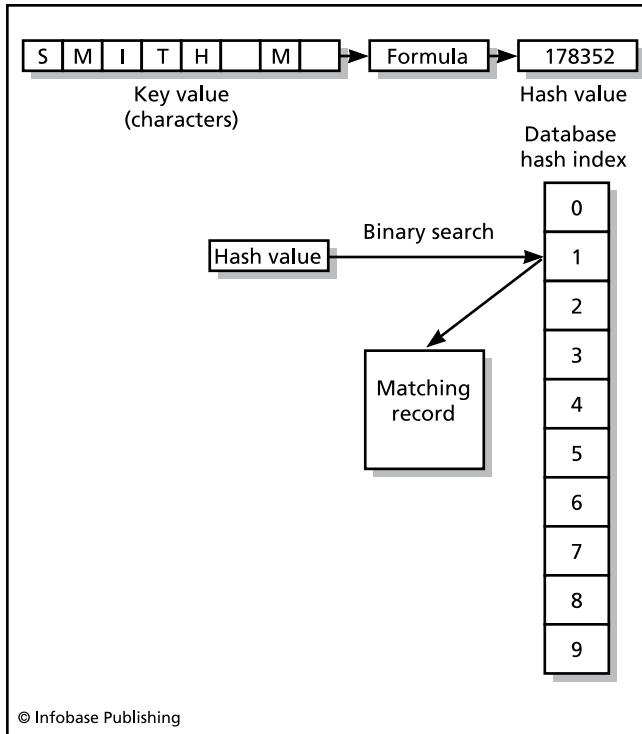 S M I T H M
Formula
178352
Key value
(characters)
Hash value
Database
hash index
0
Binary search
Hash value
1
2
3
Matching
record
4
5
6
7
8
9
© Infobase Publishing